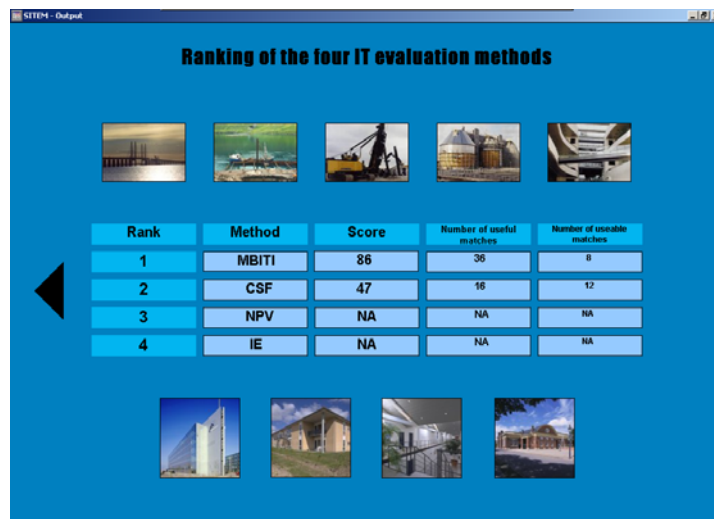 SITEM - Output
Ranking of the four IT evaluation methods
Rank Method Score Number of useful matches Number of useable matches
1 MBITI 86 36 8
2 CSF 47 16 12
3 NPV NA NA NA
4 IE NA NA NA